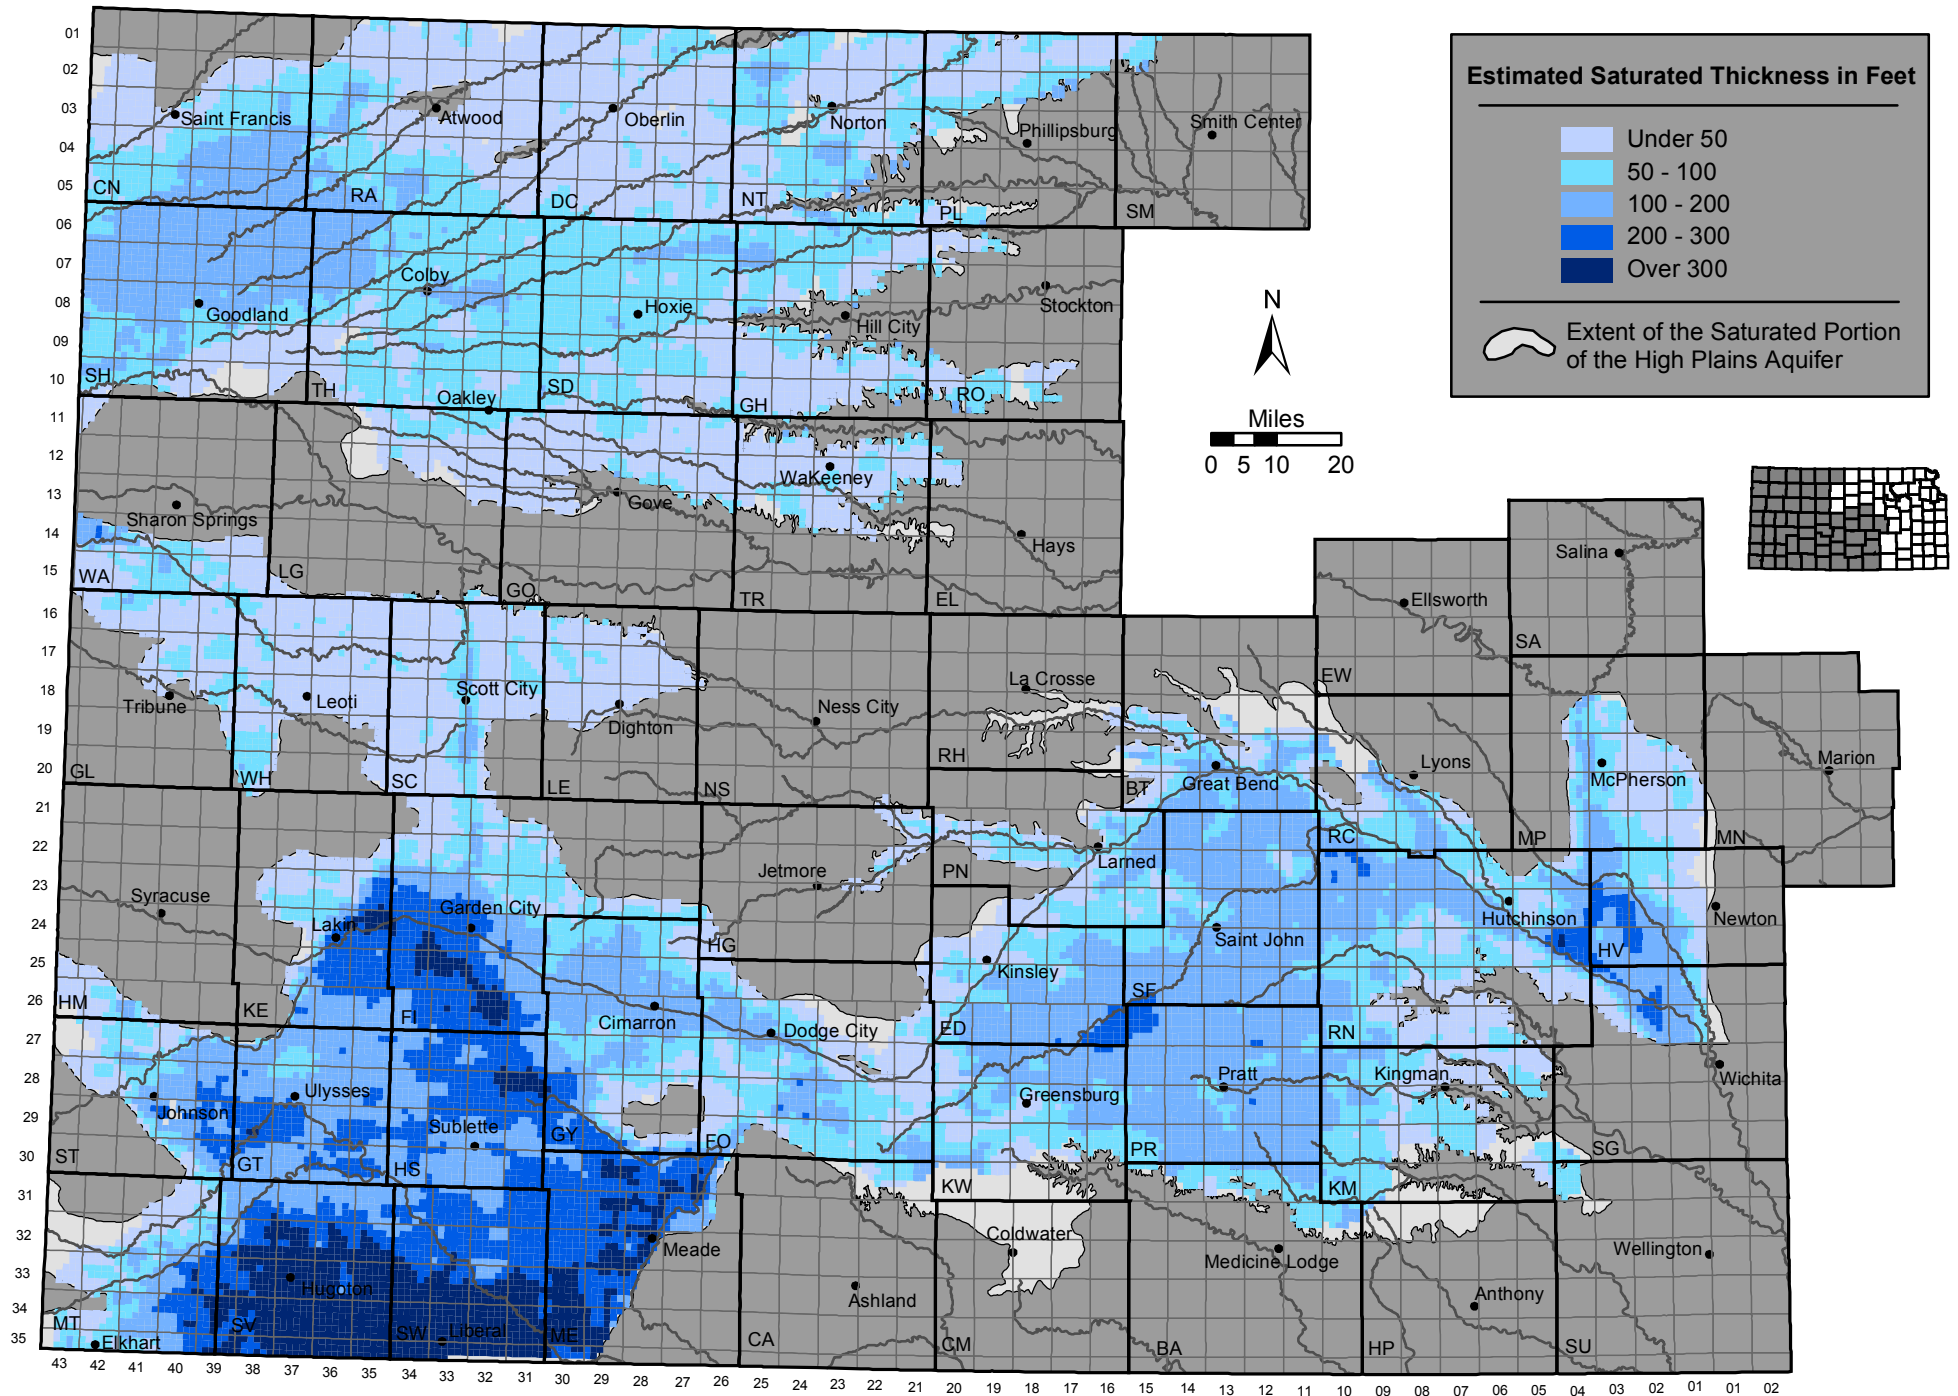 Estimated Saturated Thickness in Feet
Under 50
50 - 100
100 - 200
200 - 300
Over 300
Extent of the Saturated Portion
of the High Plains Aquifer
N
Miles
0 5 10 20
01
02
03
04
05
06
07
08
09
10
11
12
13
14
15
16
17
18
19
20
21
22
23
24
25
26
27
28
29
30
31
32
33
34
35
Saint Francis
Atwood
Oberlin
Norton
Phillipsburg
Smith Center
CN
RA
DC
NT
PL
SM
Colby
Goodland
Hoxie
Hill City
Stockton
SH
TH
Oakley
SD
GH
RO
WaKeeney
Gove
Sharon Springs
Hays
WA
LG
GO
TR
EL
Salina
Ellsworth
SA
EW
Tribune
Leoti
Scott City
Dighton
Ness City
La Crosse
Great Bend
Lyons
McPherson
Marion
GL
WH
SC
LE
NS
RH
BT
RC
MP
MN
Syracuse
Lakin
Garden City
Jetmore
Larned
PN
Hutchinson
Newton
HG
Saint John
HV
Kinsley
HM
KE
FI
Cimarron
Dodge City
ED
SF
RN
Johnson
Ulysses
Sublette
Greensburg
Pratt
Kingman
Wichita
ST
GT
HS
GY
FO
KW
PR
KM
SG
Coldwater
Meade
Medicine Lodge
Wellington
Hugoton
Liberal
Ashland
Anthony
MT
Elkhart
SV
SW
ME
CA
CM
BA
HP
SU
43 42 41 40 39 38 37 36 35 34 33 32 31 30 29 28 27 26 25 24 23 22 21 20 19 18 17 16 14 13 12 11 10 09 08 07 06 05 04 03 02 01 01 02